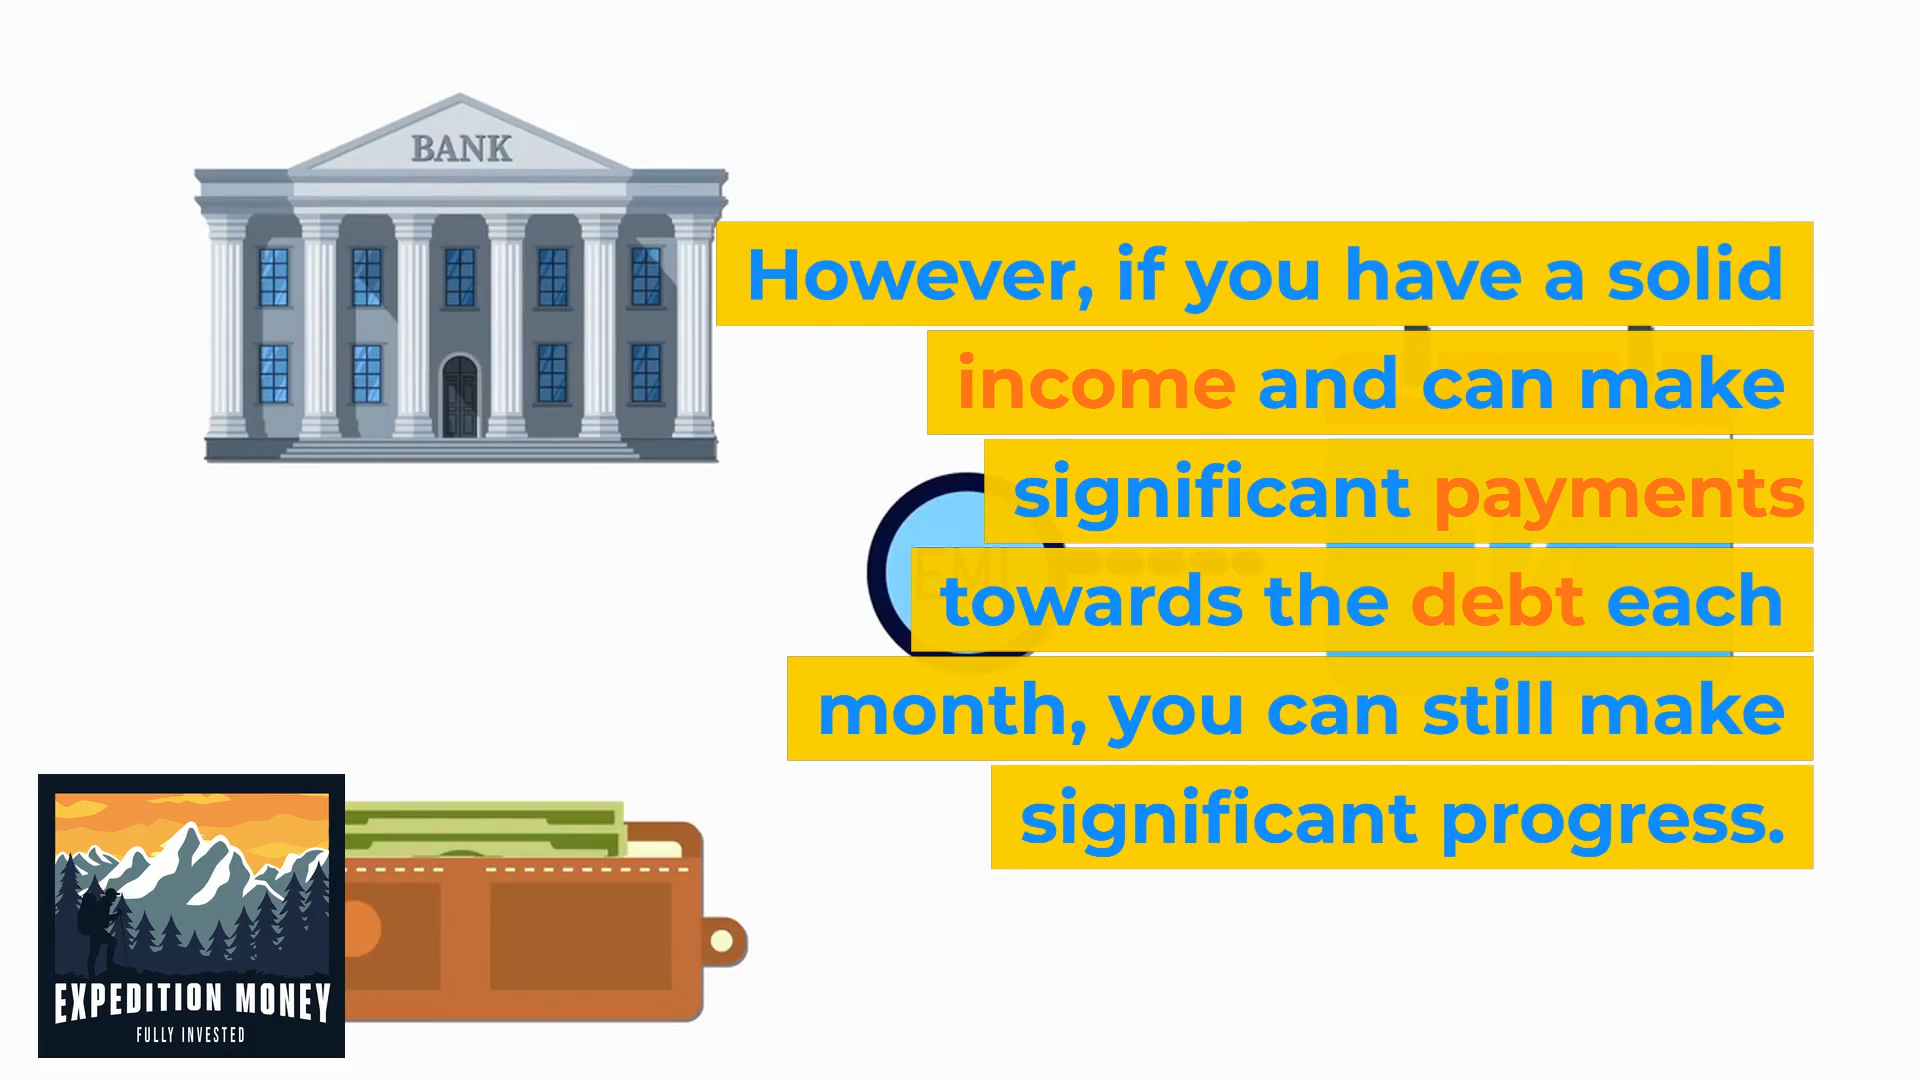 BANK
However, if you have a solid
income and can make
significant payments
EMI
towards the debt each
month, you can still make
significant progress.
EXPEDITION MONEY
FULLY INVESTED